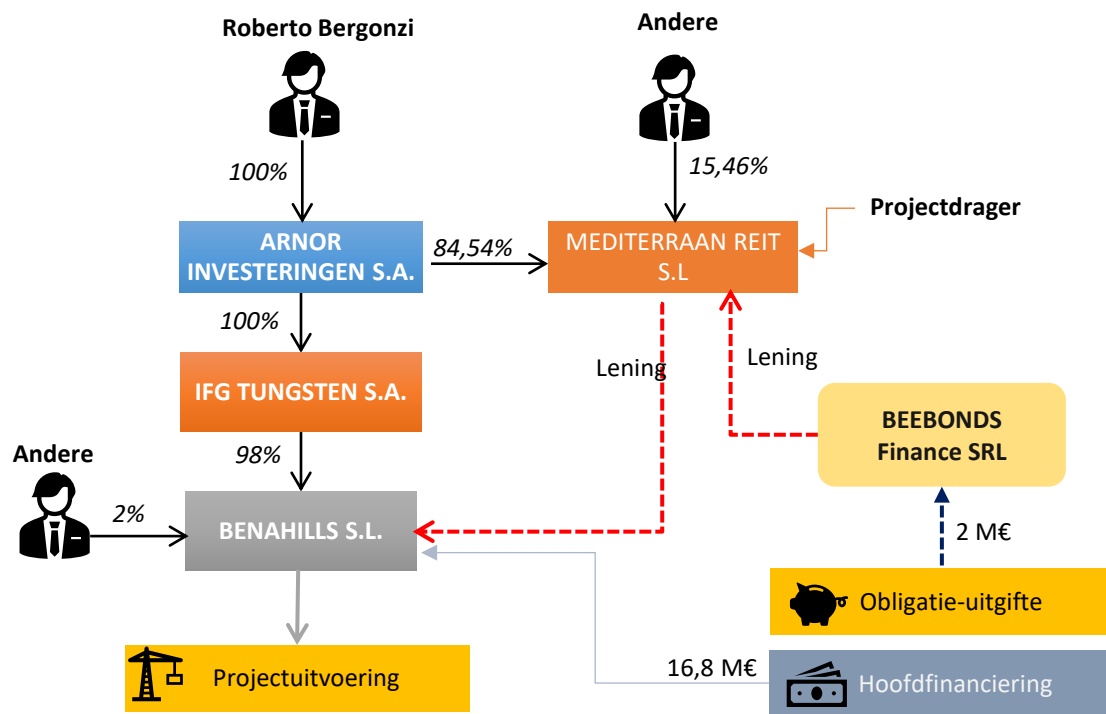 Roberto Bergonzi
Andere
100%
15,46%
Projectdrager
ARNOR
INVESTERINGEN S.A.
84,54%
MEDITERRAAN REIT
S.L
100%
Lening
Lening
IFG TUNGSTEN S.A.
BEEBONDS
Finance SRL
Andere
98%
2%
BENAHILLS S.L.
2 M€
Obligatie-uitgifte
Projectuitvoering
16,8 M€
Hoofdfinanciering